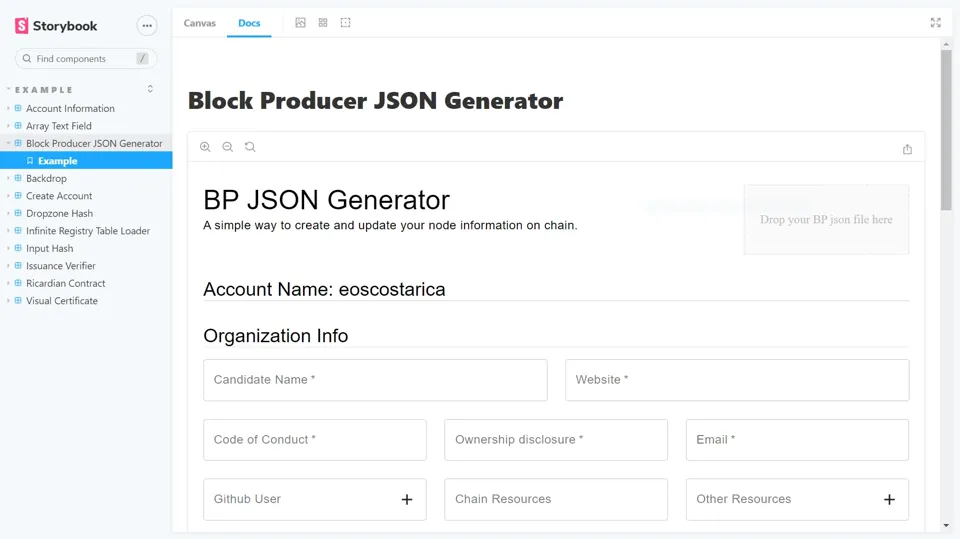 Storybook
Canvas
Docs
Find components
/
EXAMPLE
Account Information
Array Text Field
Block Producer JSON Generator
Example
Backdrop
Create Account
Dropzone Hash
Infinite Registry Table Loader
Input Hash
Issuance Verifier
Ricardian Contract
Visual Certificate
Block Producer JSON Generator
BP JSON Generator
A simple way to create and update your node information on chain.
Drop your BP json file here
Account Name: eoscostarica
Organization Info
Candidate Name *
Website *
Code of Conduct *
Ownership disclosure *
Email *
Github User
Chain Resources
Other Resources